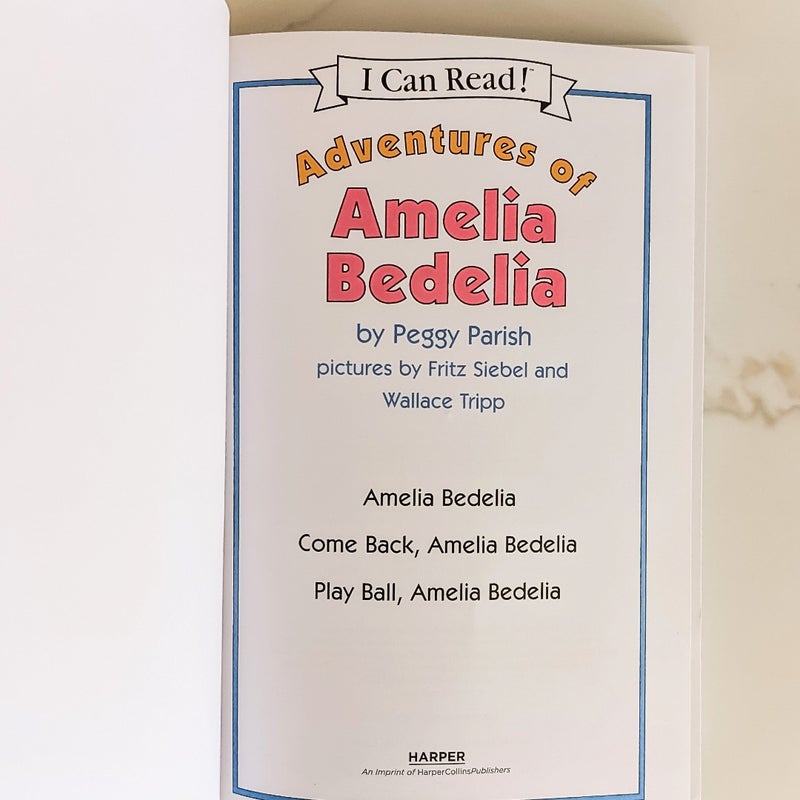 I Can Read!™
Adventures of
Amelia
Bedelia
by Peggy Parish
pictures by Fritz Siebel and
Wallace Tripp
Amelia Bedelia
Come Back, Amelia Bedelia
Play Ball, Amelia Bedelia
HARPER
An Imprint of HarperCollinsPublishers